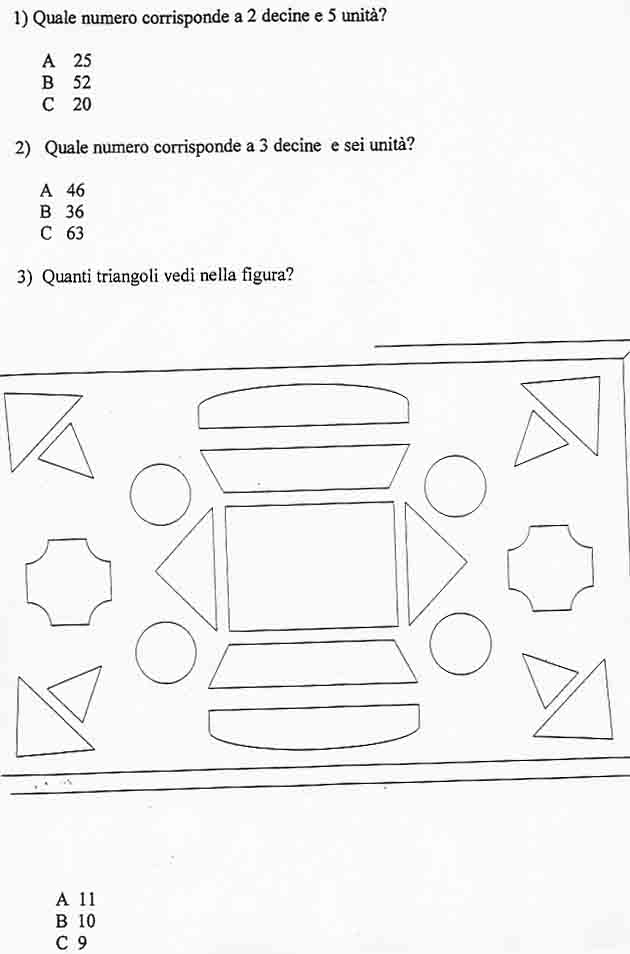 1) Quale numero corrisponde a 2 decine e 5 unità?
A 25
B 52
C 20
2) Quale numero corrisponde a 3 decine e sei unità?
A 46
B 36
C 63
3) Quanti triangoli vedi nella figura?
A 11
B 10
C 9